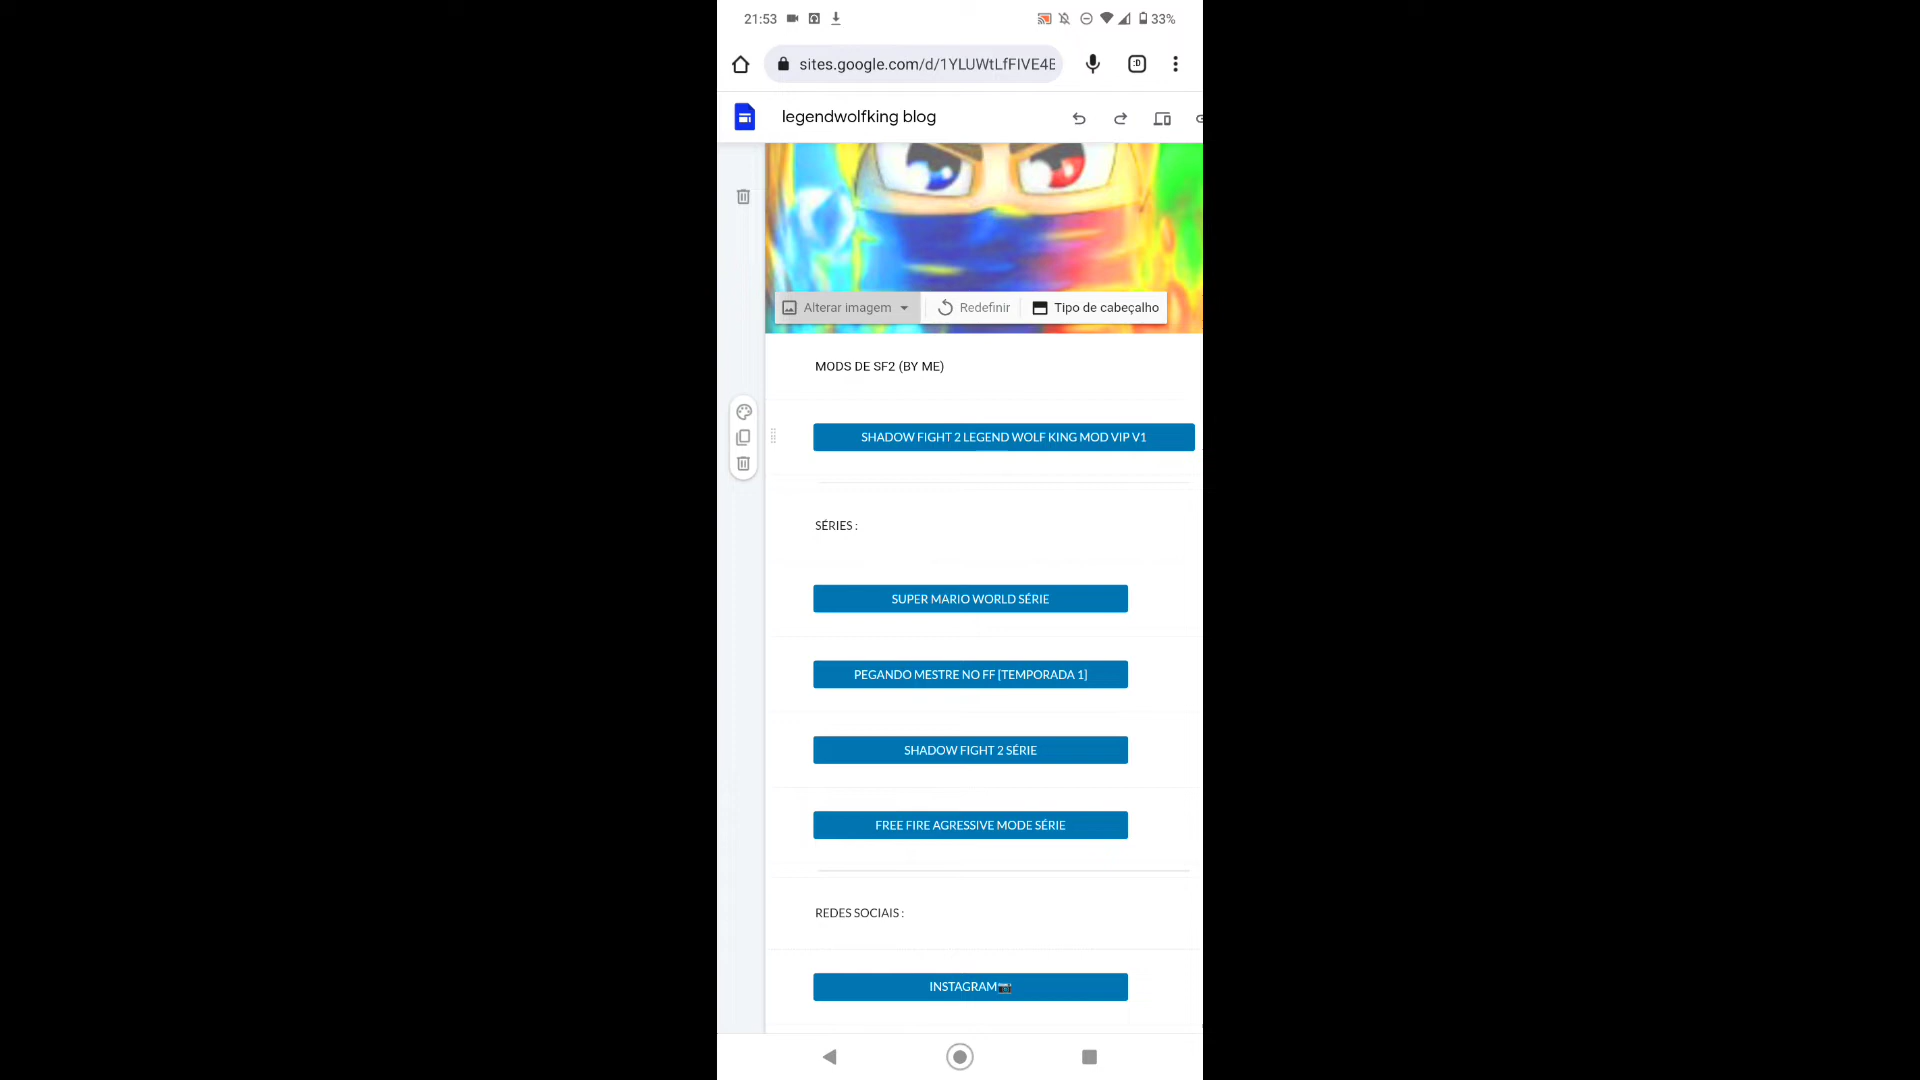 21:53
33%
sites.google.com/d/1YLUWtLfFIVE4E
:D
legendwolfking blog
Alterar imagem
Redefinir
Tipo de cabeçalho
MODS DE SF2 (BY ME)
SHADOW FIGHT 2 LEGEND WOLF KING MOD VIP V1
SÉRIES :
SUPER MARIO WORLD SÉRIE
PEGANDO MESTRE NO FF [TEMPORADA 1]
SHADOW FIGHT 2 SÉRIE
FREE FIRE AGRESSIVE MODE SÉRIE
REDES SOCIAIS :
INSTAGRAM📷